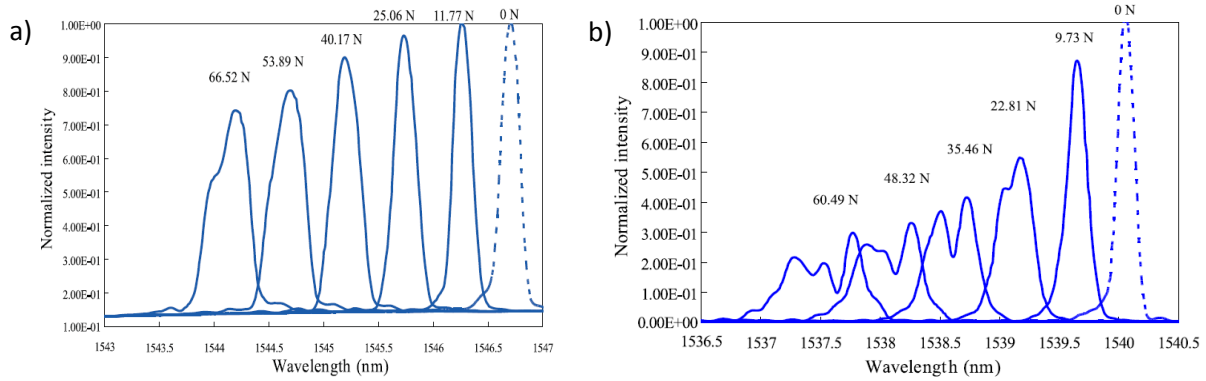 a)
25.06 N 11.77 N 0 N
40.17 N
53.89 N
66.52 N
1.00E+00
9.00E-01
8.00E-01
7.00E-01
6.00E-01
5.00E-01
4.00E-01
3.00E-01
2.00E-01
1.00E-01
Normalized intensity
1543 1543.5 1544 1544.5 1545 1545.5 1546 1546.5 1547
Wavelength (nm)
b)
0 N
9.73 N
22.81 N
35.46 N
48.32 N
60.49 N
1.00E+00
9.00E-01
8.00E-01
7.00E-01
6.00E-01
5.00E-01
4.00E-01
3.00E-01
2.00E-01
1.00E-01
0.00E+00
Normalized intensity
1536.5 1537 1537.5 1538 1538.5 1539 1539.5 1540 1540.5
Wavelength (nm)